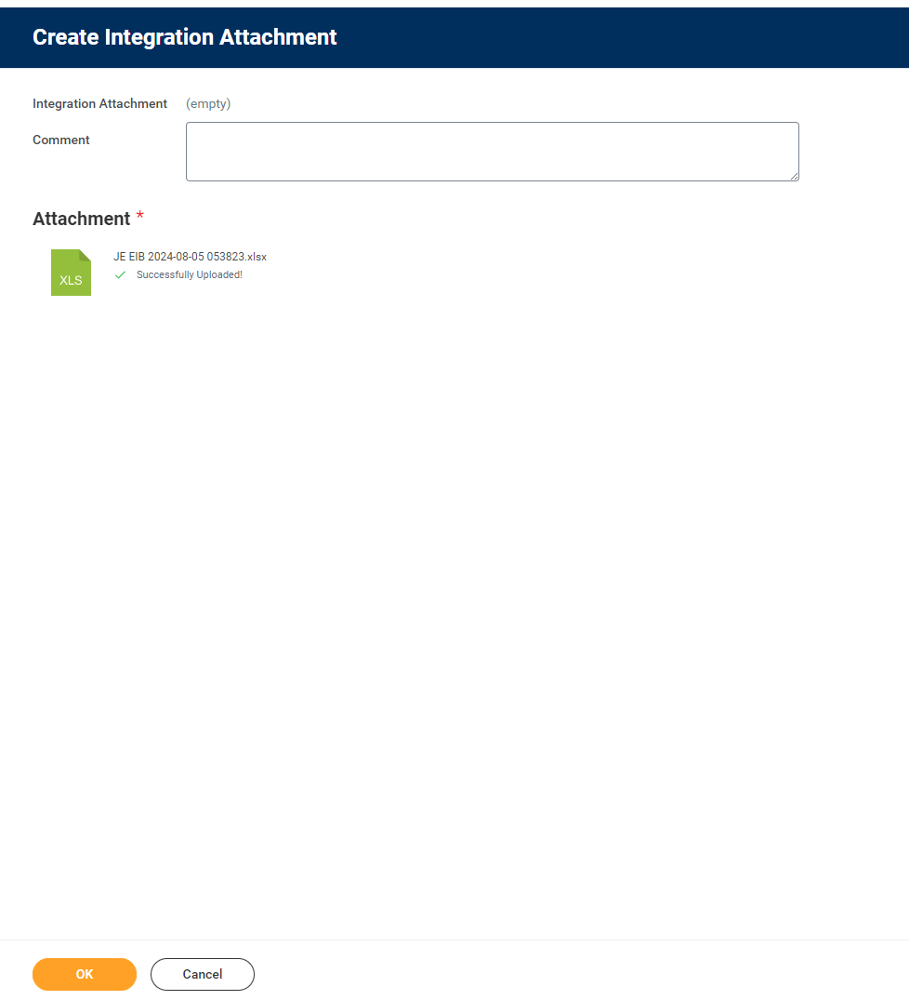 Create Integration Attachment
Integration Attachment (empty)
Comment
Attachment *
XLS
JE EIB 2024-08-05 053823.xlsx
Successfully Uploaded!
OK Cancel